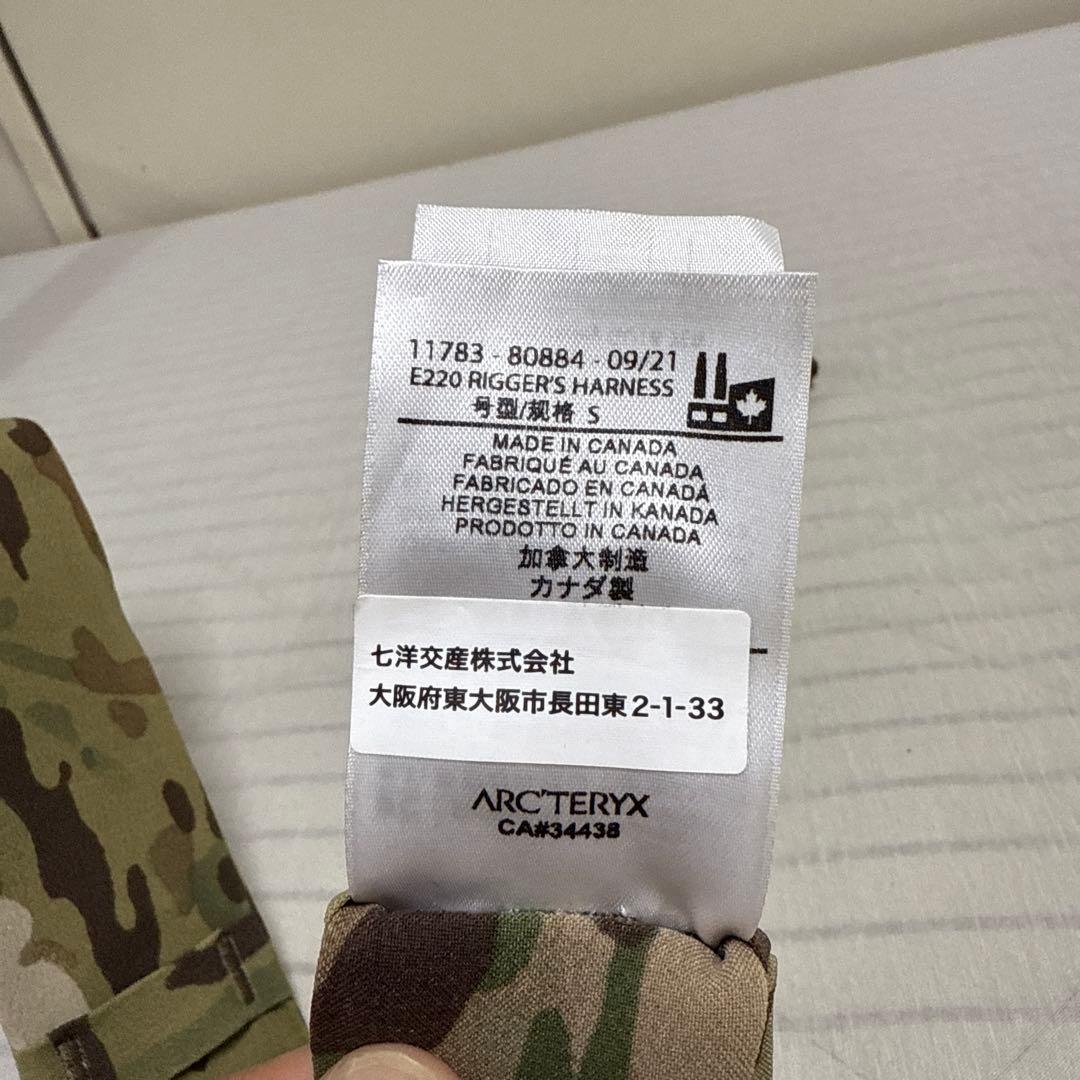 11783 - 80884 - 09/21
E220 RIGGER'S HARNESS
号型/规格 S
MADE IN CANADA
FABRIQUÉ AU CANADA
FABRICADO EN CANADÁ
HERGESTELLT IN KANADA
PRODOTTO IN CANADA
加拿大制造
カナダ製
七洋交産株式会社
大阪府東大阪市長田東2-1-33
ARC'TERYX
CA#34438